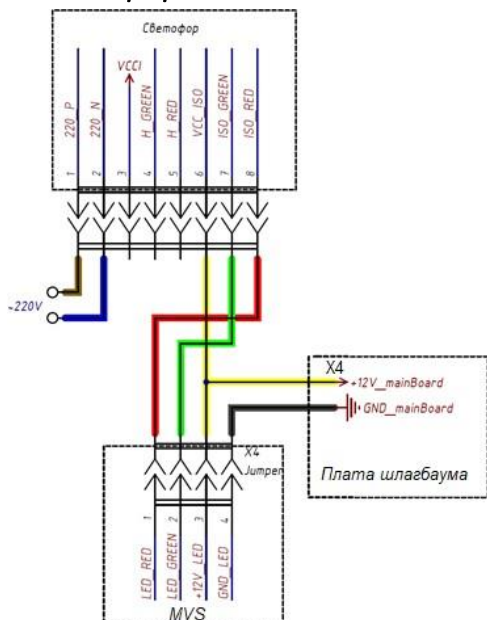 Светофор
VCCI
220_P
220_N
H_GREEN
H_RED
VCC_ISO
ISO_GREEN
ISO_RED
1
2
3
4
5
6
7
8
~220V
X4
+12V_mainBoard
GND_mainBoard
Плата шлагбаума
X4
Jumper
1
2
3
4
LED_RED
LED_GREEN
+12V_LED
GND_LED
MVS